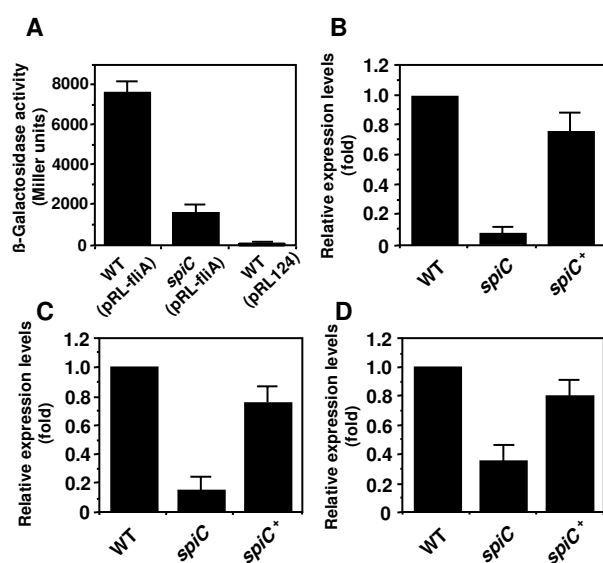 A
ß-Galactosidase activity
(Miller units)
8000
6000
4000
2000
0
WT
(pRL-fliA)
spiC
(pRL-fliA)
WT
(pRL124)
B
Relative expression levels
(fold)
1.2
1.0
0.8
0.6
0.4
0.2
0
WT
spiC
spiC+
C
Relative expression levels
(fold)
1.2
1.0
0.8
0.6
0.4
0.2
0
WT
spiC
spiC+
D
Relative expression levels
(fold)
1.2
1.0
0.8
0.6
0.4
0.2
0
WT
spiC
spiC+